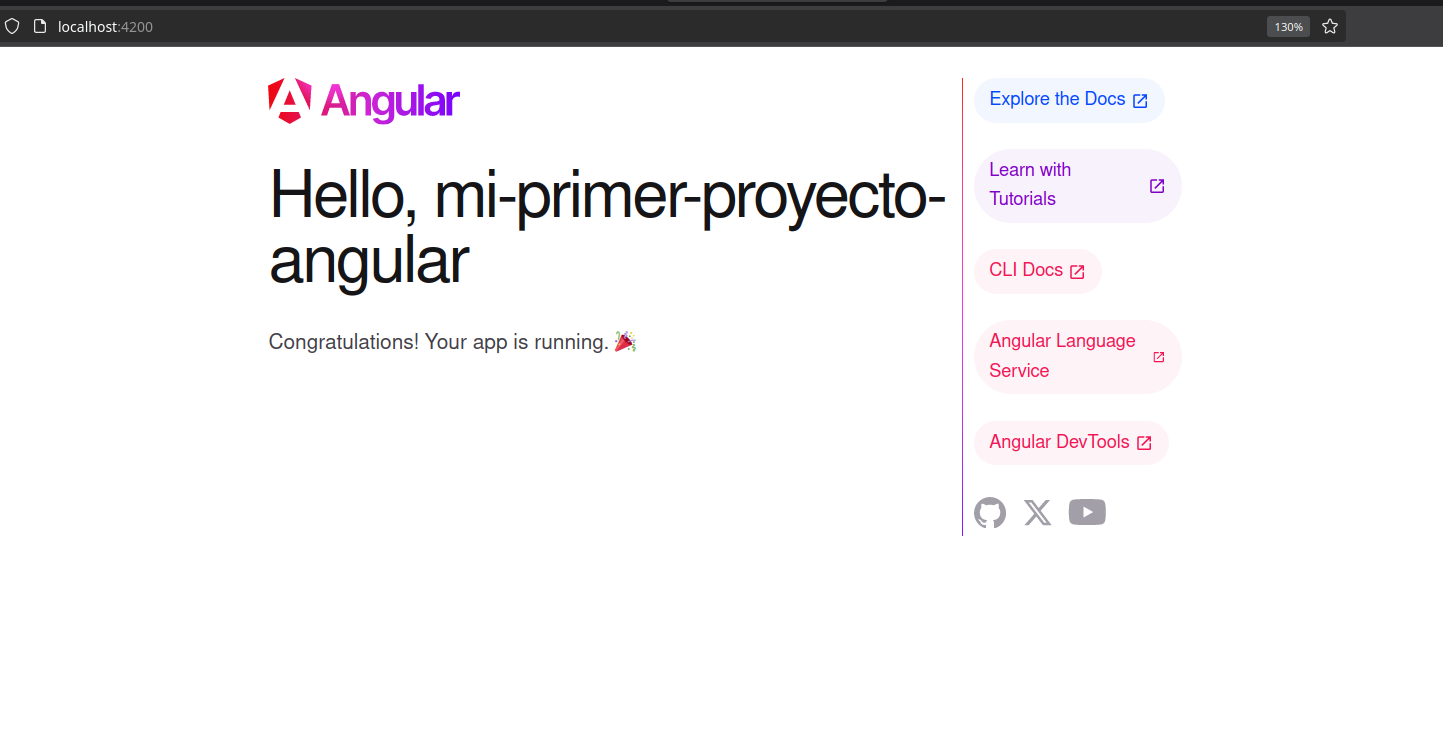 localhost:4200
130%
Angular
Hello, mi-primer-proyecto-
angular
Congratulations! Your app is running. 🎉
Explore the Docs
Learn with
Tutorials
CLI Docs
Angular Language
Service
Angular DevTools